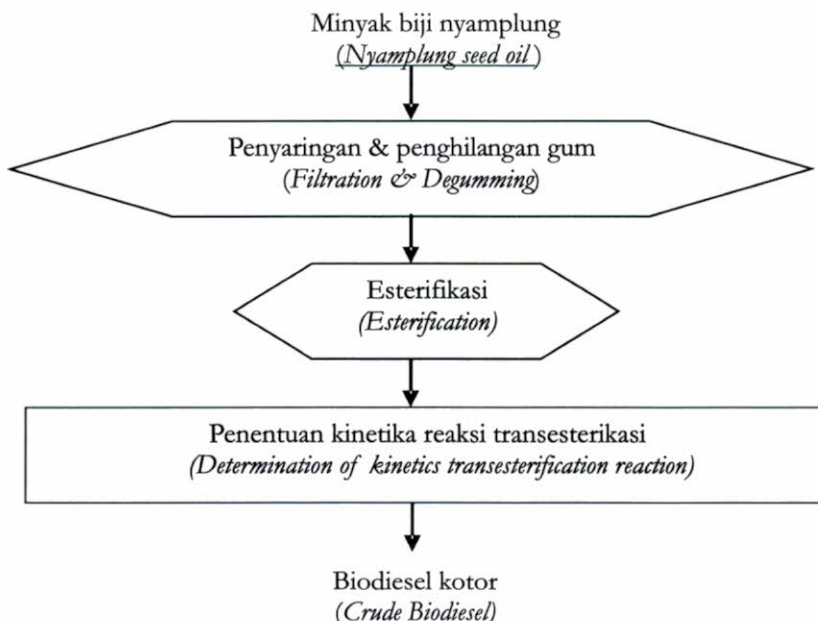 Minyak biji nyamplung
(Nyamplung seed oil)
Penyaringan & penghilangan gum
(Filtration & Degumming)
Esterifikasi
(Esterification)
Penentuan kinetika reaksi transesterikasi
(Determination of kinetics transesterification reaction)
Biodiesel kotor
(Crude Biodiesel)